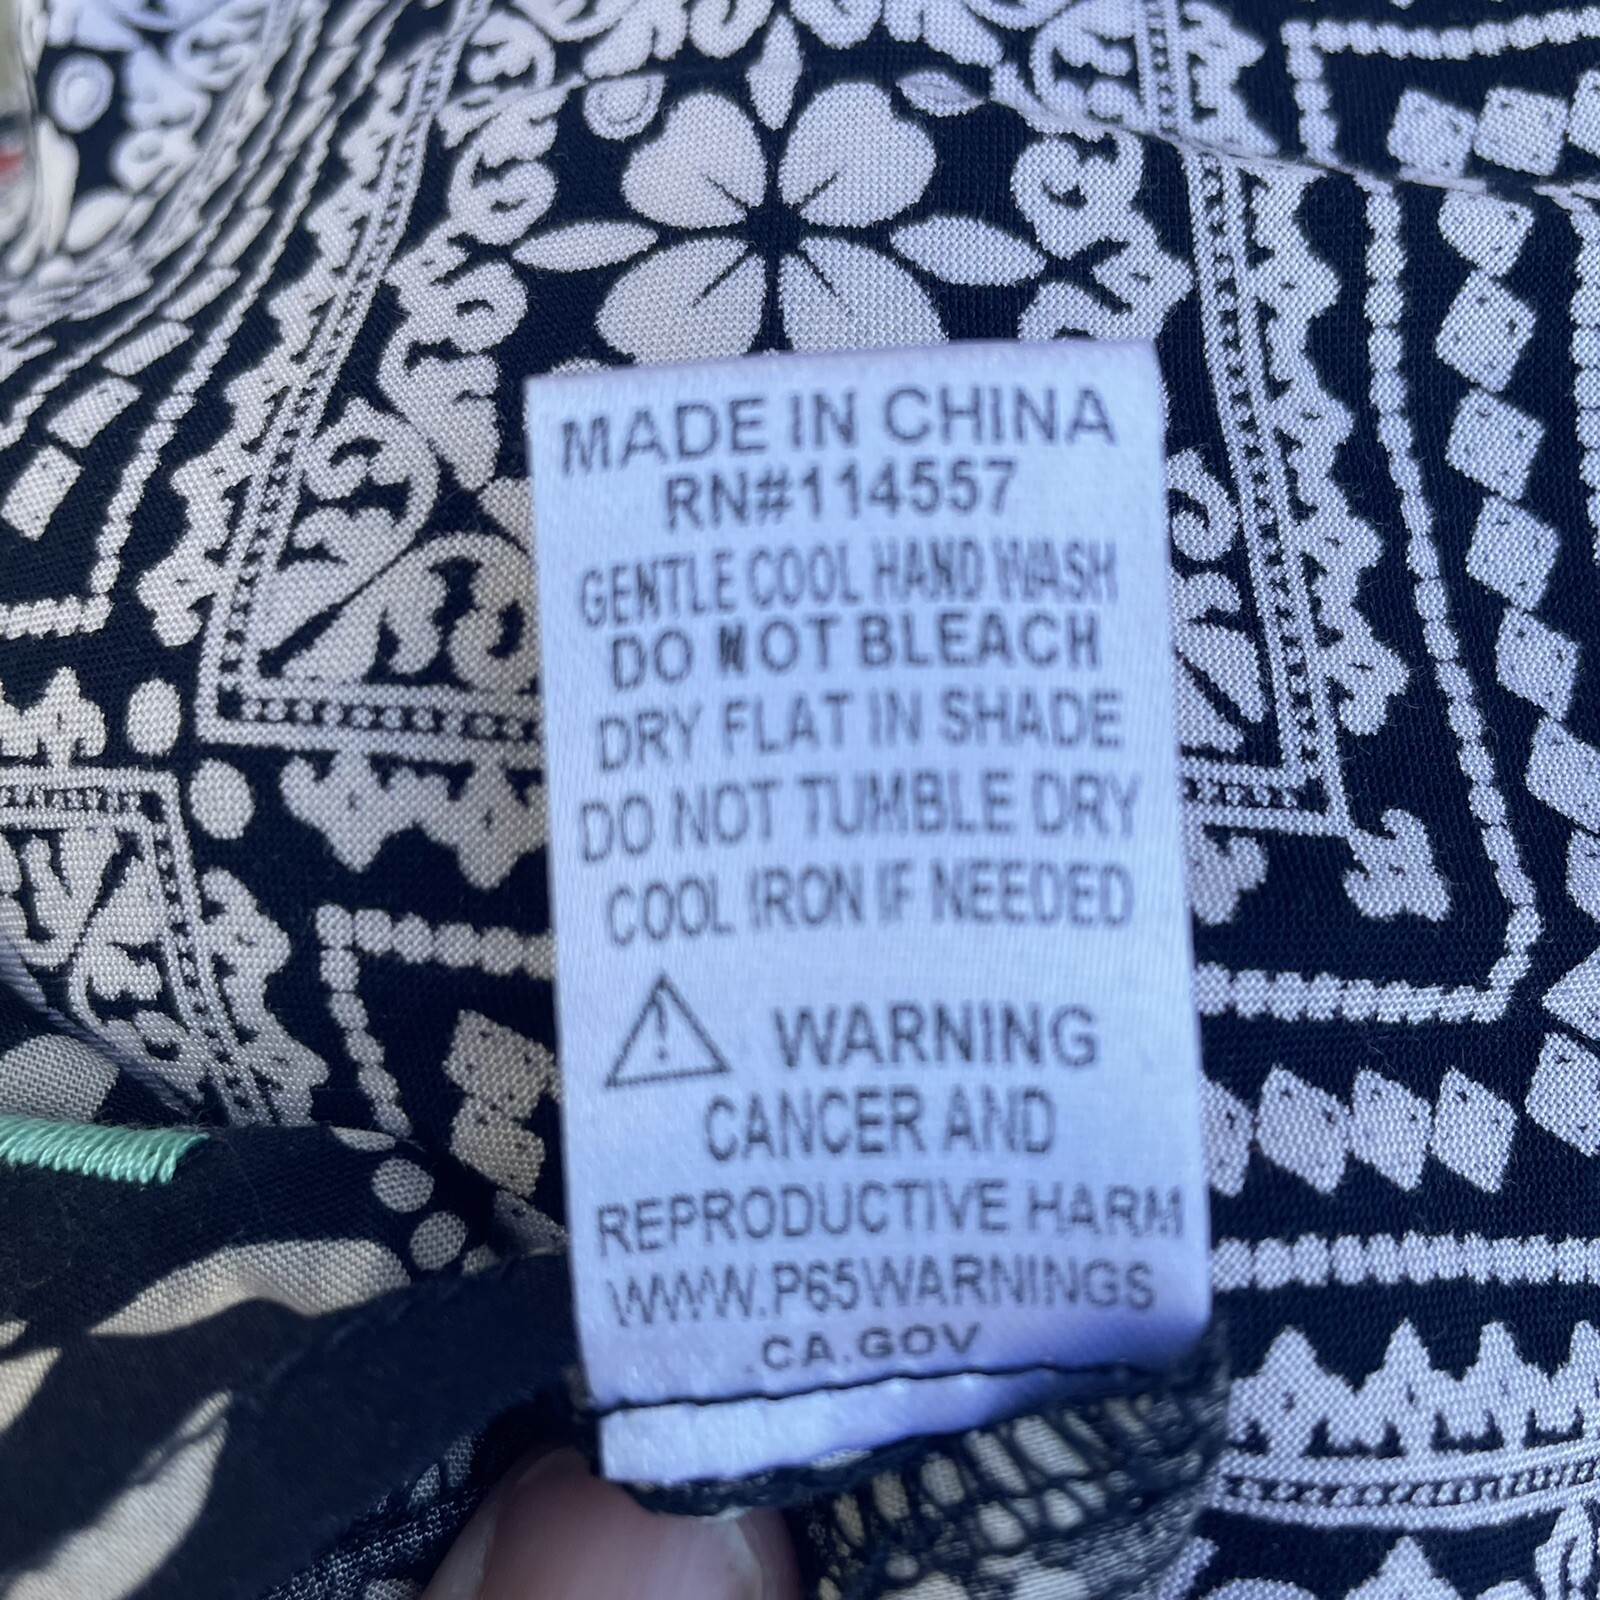 MADE IN CHINA
RN#114557
GENTLE COOL HAND WASH
DO NOT BLEACH
DRY FLAT IN SHADE
DO NOT TUMBLE DRY
COOL IRON IF NEEDED
WARNING
CANCER AND
REPRODUCTIVE HARM
WWW.P65WARNINGS
.CA.GOV